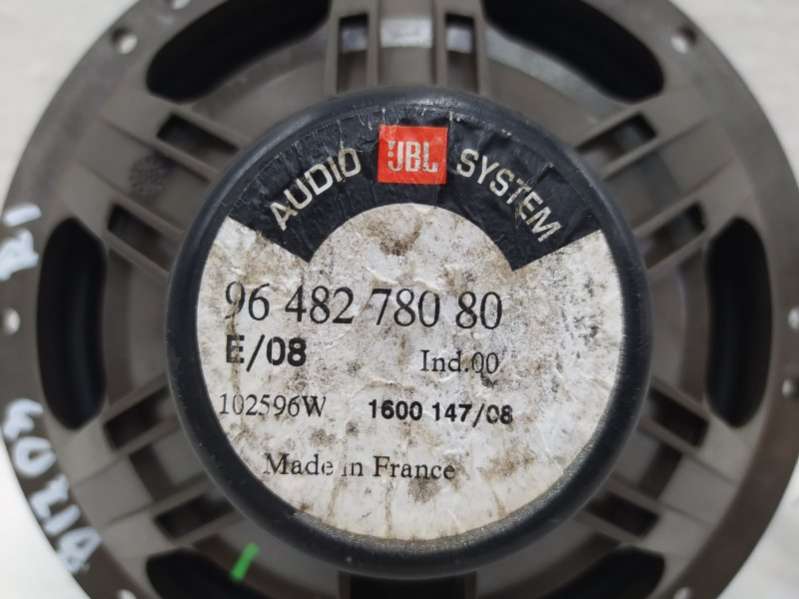 AUDIO JBL SYSTEM
96 482 780 80
E/08 Ind.00
102596W 1600 147/08
Made in France